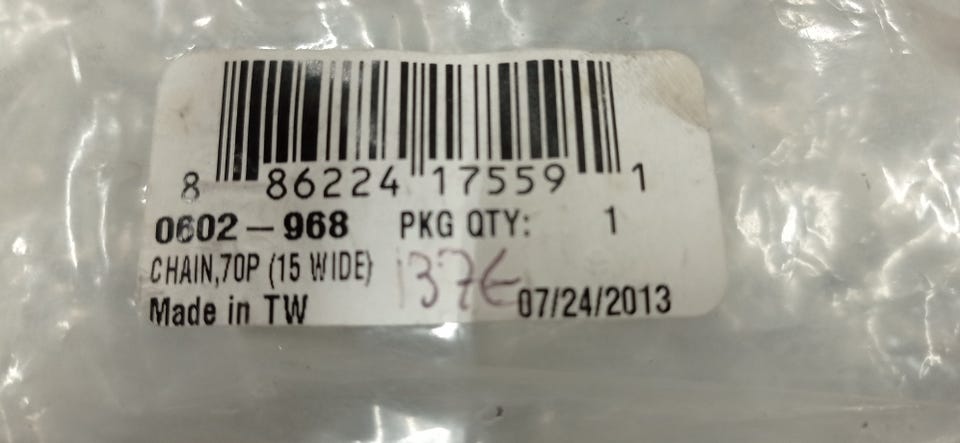 8 86224 17559 1
0602-968 PKG QTY: 1
CHAIN,70P (15 WIDE)
137€
Made in TW 07/24/2013